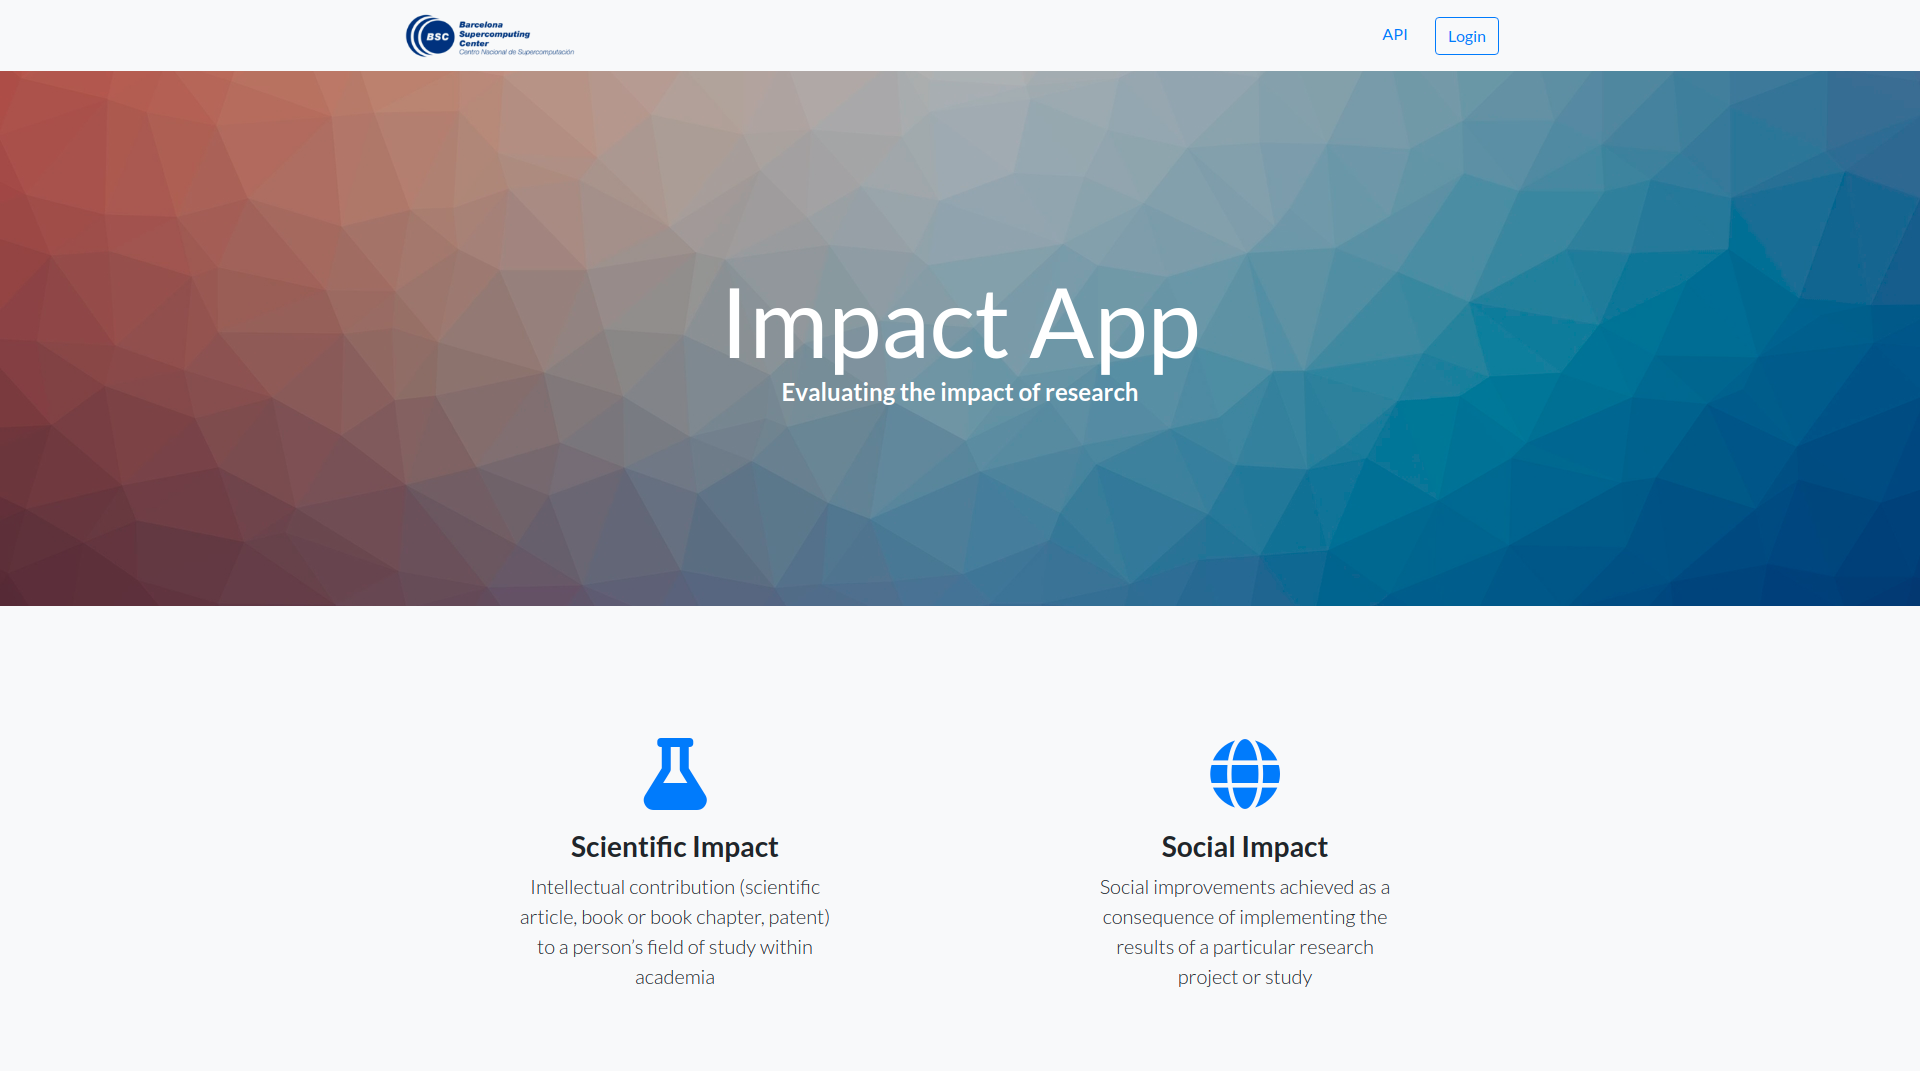 BSC
Barcelona
Supercomputing
Center
Centro Nacional de Supercomputación
API
Login
Impact App
Evaluating the impact of research
Scientific Impact
Intellectual contribution (scientific
article, book or book chapter, patent)
to a person’s field of study within
academia
Social Impact
Social improvements achieved as a
consequence of implementing the
results of a particular research
project or study